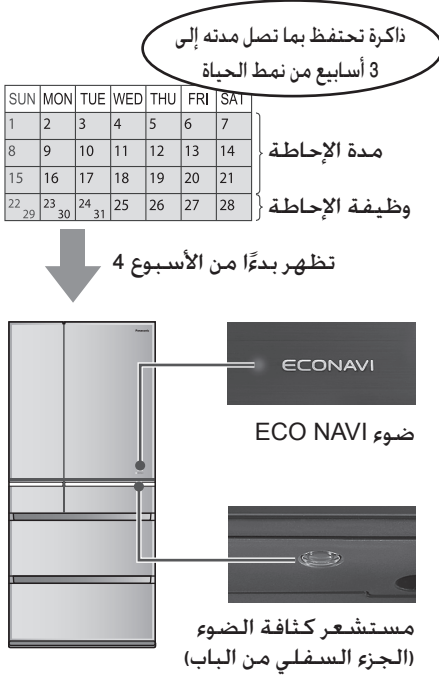 ذاكرة تحتفظ بما تصل مدته إلى
3 أسابيع من نمط الحياة
SUN MON TUE WED THU FRI SAT
1 2 3 4 5 6 7
8 9 10 11 12 13 14
مدة الإحاطة
15 16 17 18 19 20 21
22 29 23 30 24 31 25 26 27 28
وظيفة الإحاطة
تظهر بدءًا من الأسبوع 4
Panasonic
ECONAVI
ضوء ECO NAVI
مستشعر كثافة الضوء
(الجزء السفلي من الباب)